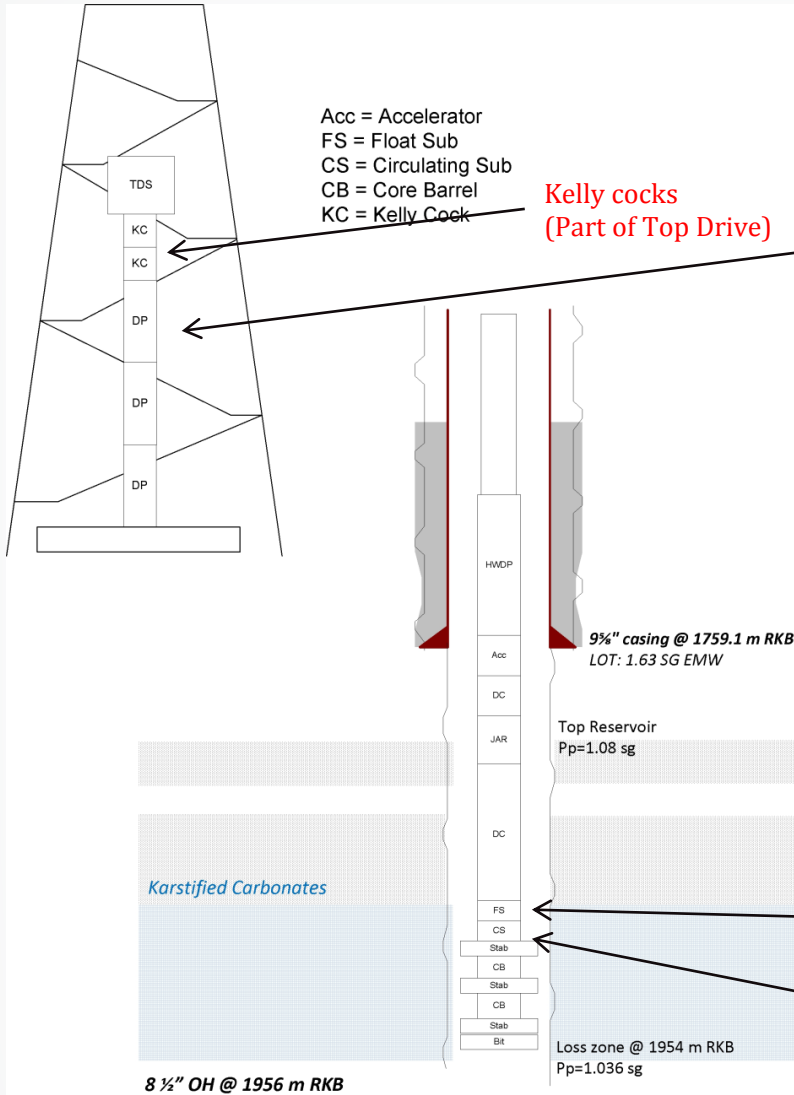 Acc = Accelerator
FS = Float Sub
CS = Circulating Sub
CB = Core Barrel
KC = Kelly Cock
Kelly cocks
(Part of Top Drive)
TDS
KC
KC
DP
DP
DP
HWDP
Acc
DC
JAR
DC
FS
CS
Stab
CB
Stab
CB
Stab
Bit
9⅝" casing @ 1759.1 m RKB
LOT: 1.63 SG EMW
Top Reservoir
Pp=1.08 sg
Karstified Carbonates
Loss zone @ 1954 m RKB
Pp=1.036 sg
8 ½” OH @ 1956 m RKB